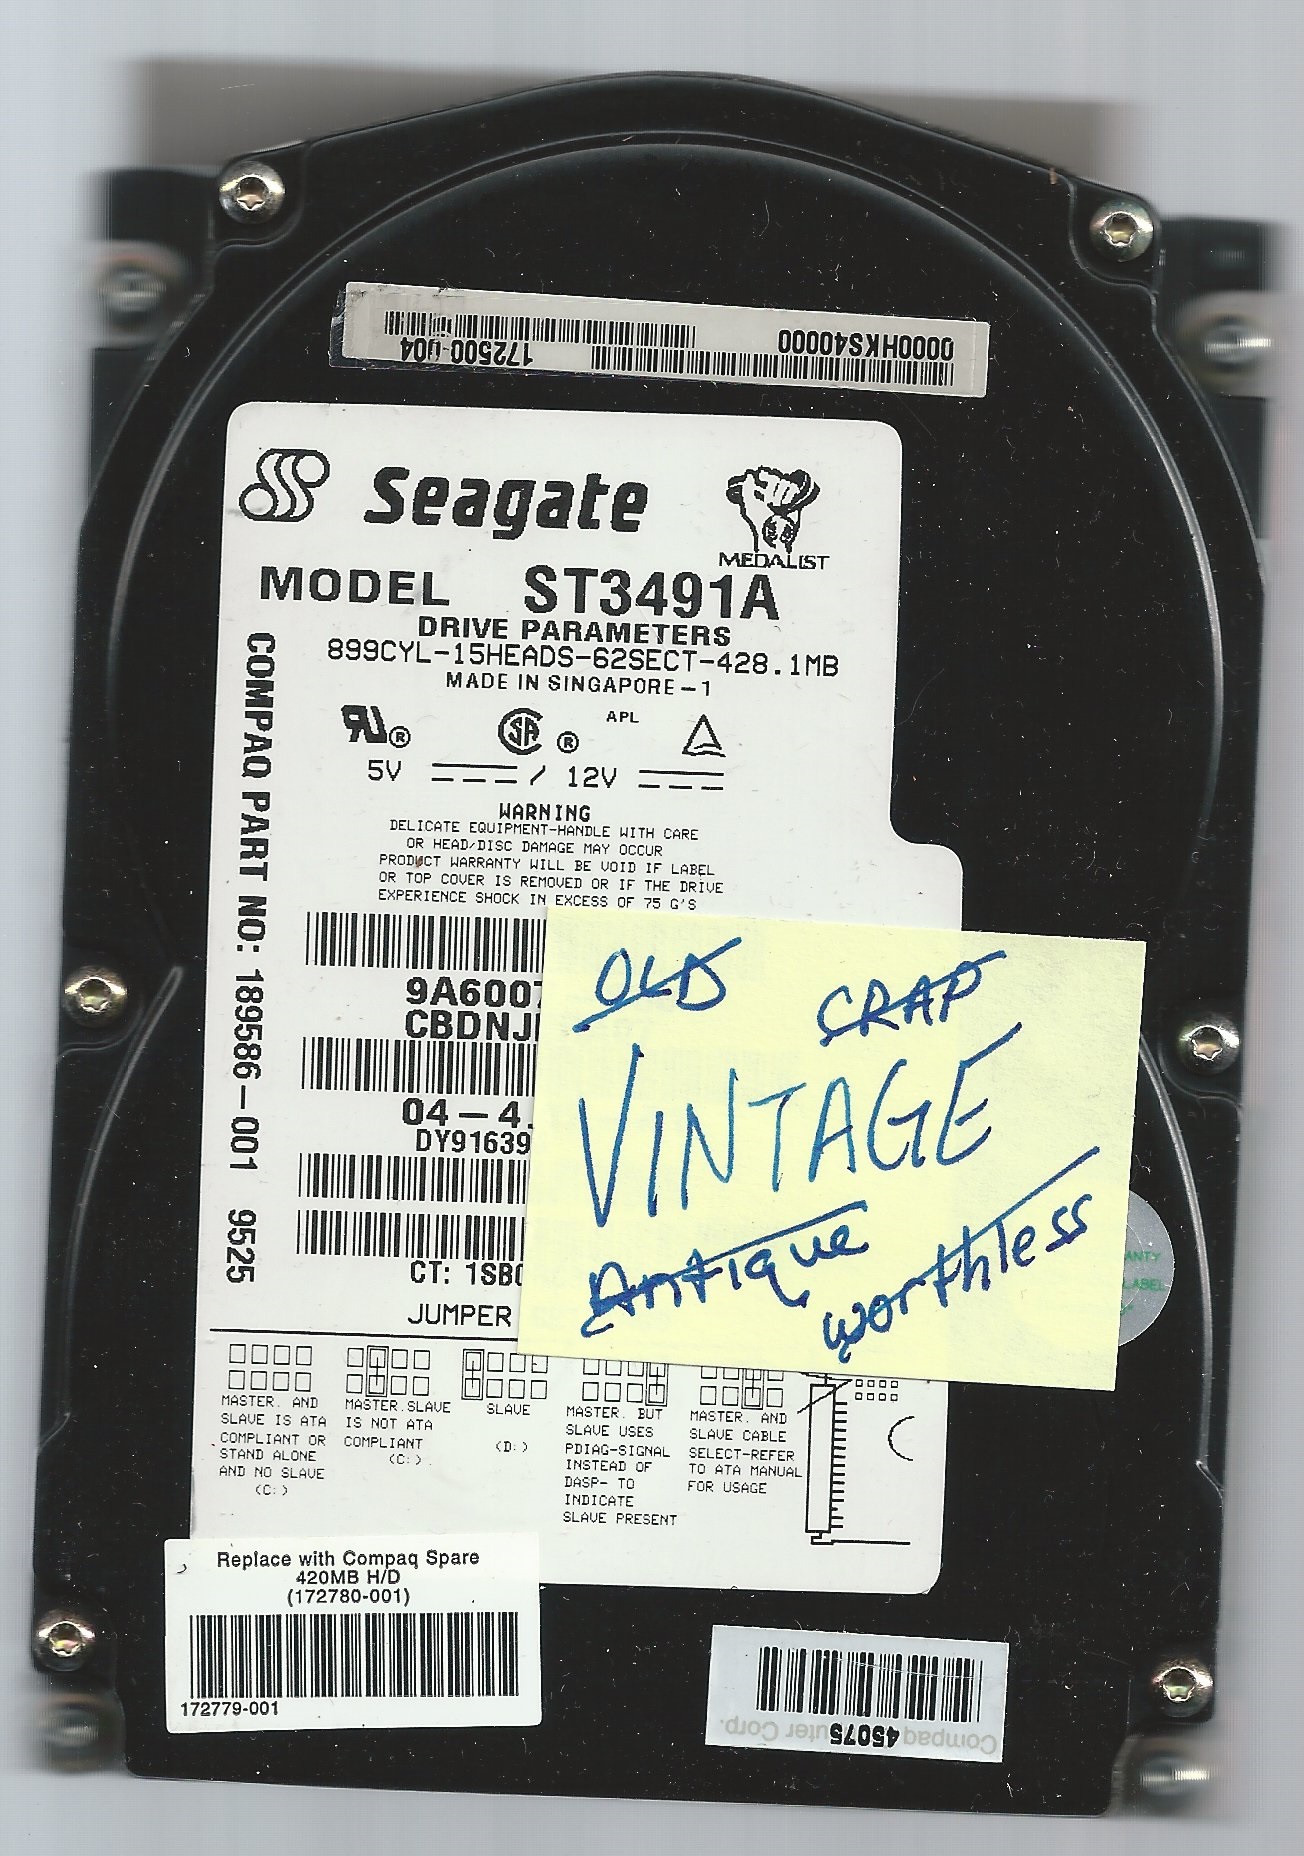 172500-004
0000HKS40000
Seagate
MEDALIST
MODEL ST3491A
DRIVE PARAMETERS
899CYL-15HEADS-62SECT-428.1MB
MADE IN SINGAPORE-1
APL
5V / 12V
WARNING
DELICATE EQUIPMENT-HANDLE WITH CARE
OR HEAD/DISC DAMAGE MAY OCCUR
PRODUCT WARRANTY WILL BE VOID IF LABEL
OR TOP COVER IS REMOVED OR IF THE DRIVE
EXPERIENCE SHOCK IN EXCESS OF 75 G'S
COMPAQ PART NO: 189586-001 9525
9A6007
CBDNJ
04-4.
DY91639
CT: 1SB0
JUMPER
OLD CRAP
VINTAGE
Antique worthless
ANTY
LABEL
MASTER. AND
SLAVE IS ATA
COMPLIANT OR
STAND ALONE
AND NO SLAVE
(C:)
MASTER.SLAVE
IS NOT ATA
COMPLIANT
(C:)
SLAVE
(D:)
MASTER. BUT
SLAVE USES
PDIAG-SIGNAL
INSTEAD OF
DASP- TO
INDICATE
SLAVE PRESENT
MASTER. AND
SLAVE CABLE
SELECT-REFER
TO ATA MANUAL
FOR USAGE
Replace with Compaq Spare
420MB H/D
(172780-001)
172779-001
45075
Compaq uter Corp.